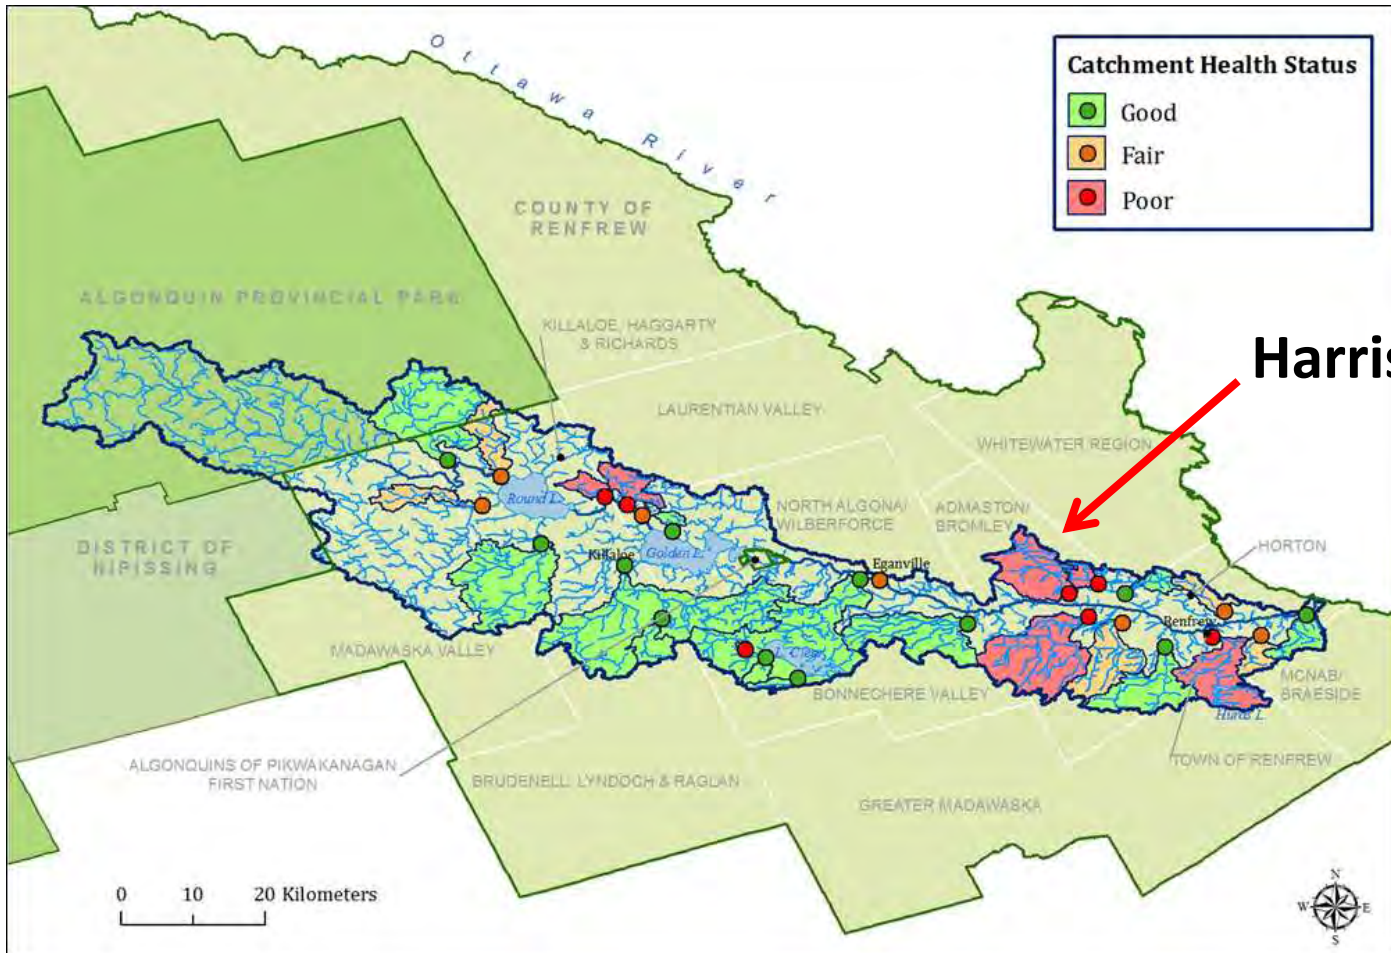 Ottawa River
Catchment Health Status
Good
Fair
Poor
COUNTY OF
RENFREW
ALGONQUIN PROVINCIAL PARK
KILLALOE, HAGGARTY
& RICHARDS
Harris
LAURENTIAN VALLEY
WHITEWATER REGION
Round L.
NORTH ALGONA/
WILBERFORCE
ADMASTON/
BROMLEY
DISTRICT OF
NIPISSING
Killaloe
Golden L.
Eganville
HORTON
Renfrew
MADAWASKA VALLEY
L. Clear
BONNECHERE VALLEY
MCNAB/
BRAESIDE
Hurds L.
ALGONQUINS OF PIKWAKANAGAN
FIRST NATION
BRUDENELL, LYNDOCH & RAGLAN
TOWN OF RENFREW
GREATER MADAWASKA
0 10 20 Kilometers
N
W E
S